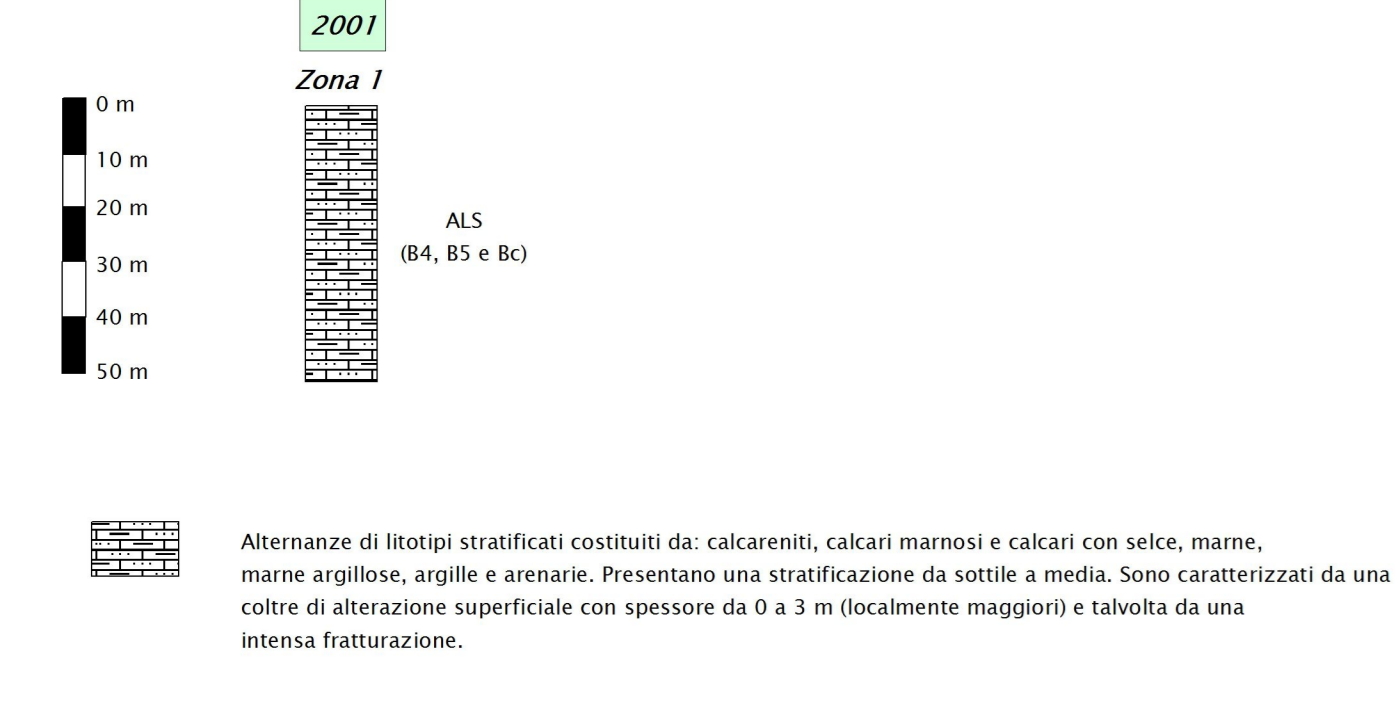 2001
Zona 1
0 m
10 m
20 m
30 m
40 m
50 m
ALS
(B4, B5 e Bc)
Alternanze di litotipi stratificati costituiti da: calcareniti, calcari marnosi e calcari con selce, marne,
marne argillose, argille e arenarie. Presentano una stratificazione da sottile a media. Sono caratterizzati da una
coltre di alterazione superficiale con spessore da 0 a 3 m (localmente maggiori) e talvolta da una
intensa fratturazione.